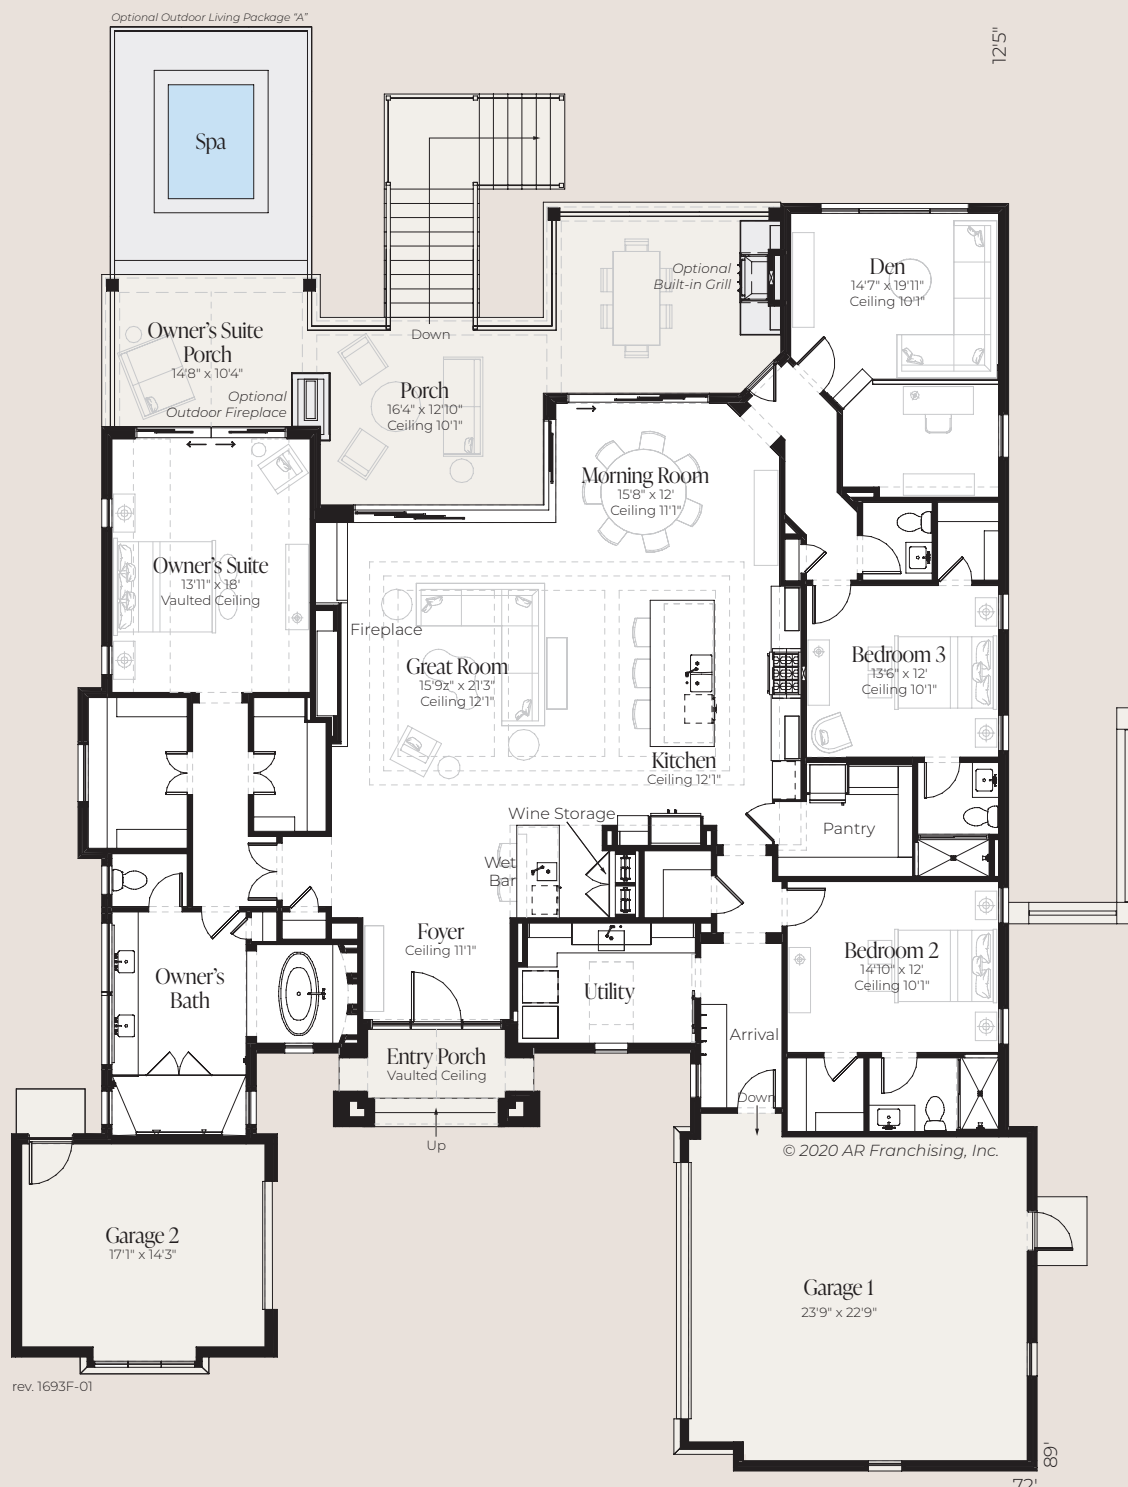 Optional Outdoor Living Package "A"
12'5"
Spa
Den
14'7" x 19'11"
Ceiling 10'1"
Optional
Built-in Grill
Owner's Suite
Porch
14'8" x 10'4"
Down
Optional
Outdoor Fireplace
Porch
16'4" x 12'10"
Ceiling 10'1"
Morning Room
15'8" x 12'
Ceiling 11'1"
Owner's Suite
13'11" x 18'
Vaulted Ceiling
Fireplace
Great Room
15'9z" x 21'3"
Ceiling 12'1"
Bedroom 3
13'6" x 12'
Ceiling 10'1"
Kitchen
Ceiling 12'1"
Wine Storage
Pantry
Wet
Bar
Foyer
Ceiling 11'1"
Bedroom 2
14'10" x 12'
Ceiling 10'1"
Owner's
Bath
Utility
Arrival
Entry Porch
Vaulted Ceiling
Down
Up
© 2020 AR Franchising, Inc.
Garage 2
17'1" x 14'3"
Garage 1
23'9" x 22'9"
rev. 1693F-01
89'
72'